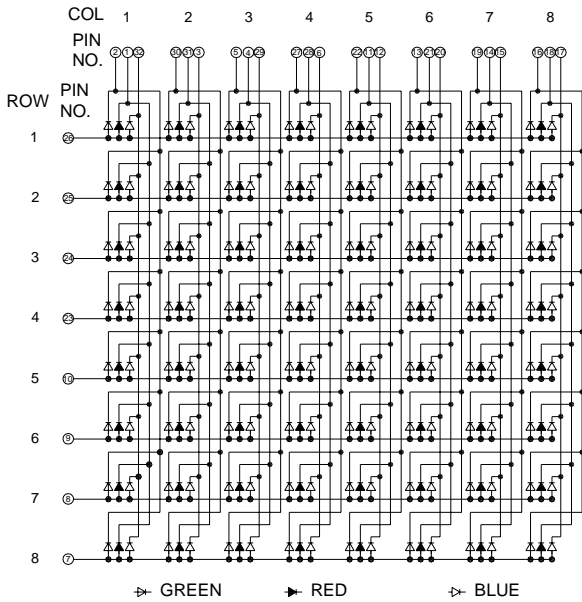 COL 1 2 3 4 5 6 7 8
PIN NO. 2 1 32 30 31 3 5 4 29 27 28 6 22 11 12 13 21 20 19 14 15 16 18 17
ROW PIN NO.
1 26
2 25
3 24
4 23
5 10
6 9
7 8
8 7
GREEN RED BLUE